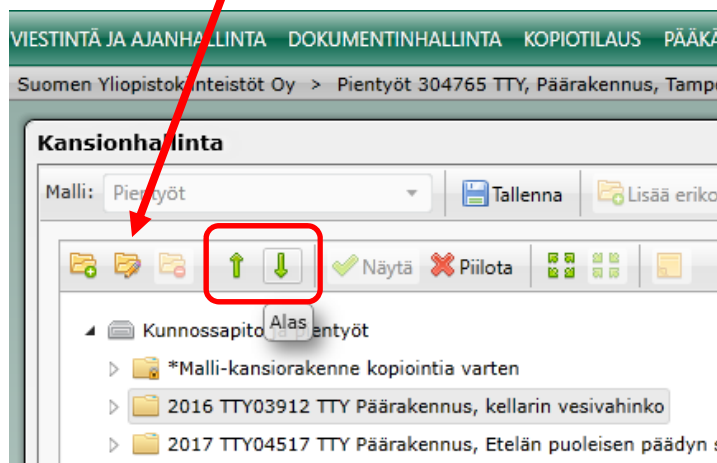 VIESTINTÄ JA AJANHALLINTA DOKUMENTINHALLINTA KOPIOTILAUS PÄÄKÄ
Suomen Yliopistokiinteistöt Oy > Pientyöt 304765 TTY, Päärakennus, Tampe
Kansionhallinta
Malli: Pientyöt Tallenna Lisää eriko
Näytä Piilota
Alas
Kunnossapito ja pientyöt
*Malli-kansiorakenne kopiointia varten
2016 TTY03912 TTY Päärakennus, kellarin vesivahinko
2017 TTY04517 TTY Päärakennus, Etelän puoleisen päädyn s